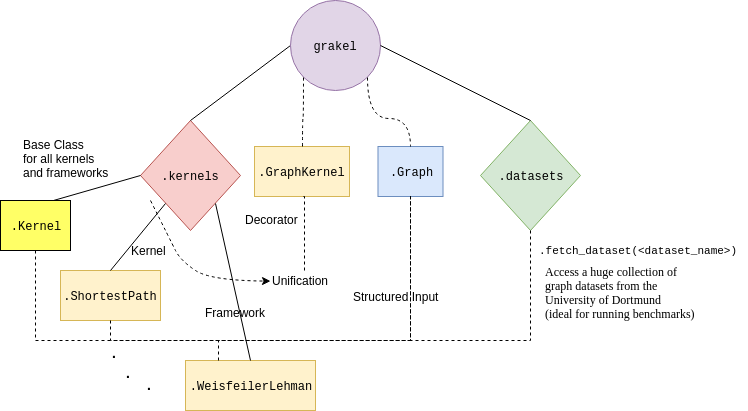 grakel
Base Class
for all kernels
and frameworks
.kernels
.GraphKernel
.Graph
.datasets
.Kernel
Decorator
Kernel
.fetch_dataset(<dataset_name>)
Access a huge collection of
graph datasets from the
University of Dortmund
(ideal for running benchmarks)
Unification
.ShortestPath
Structured Input
Framework
.WeisfeilerLehman